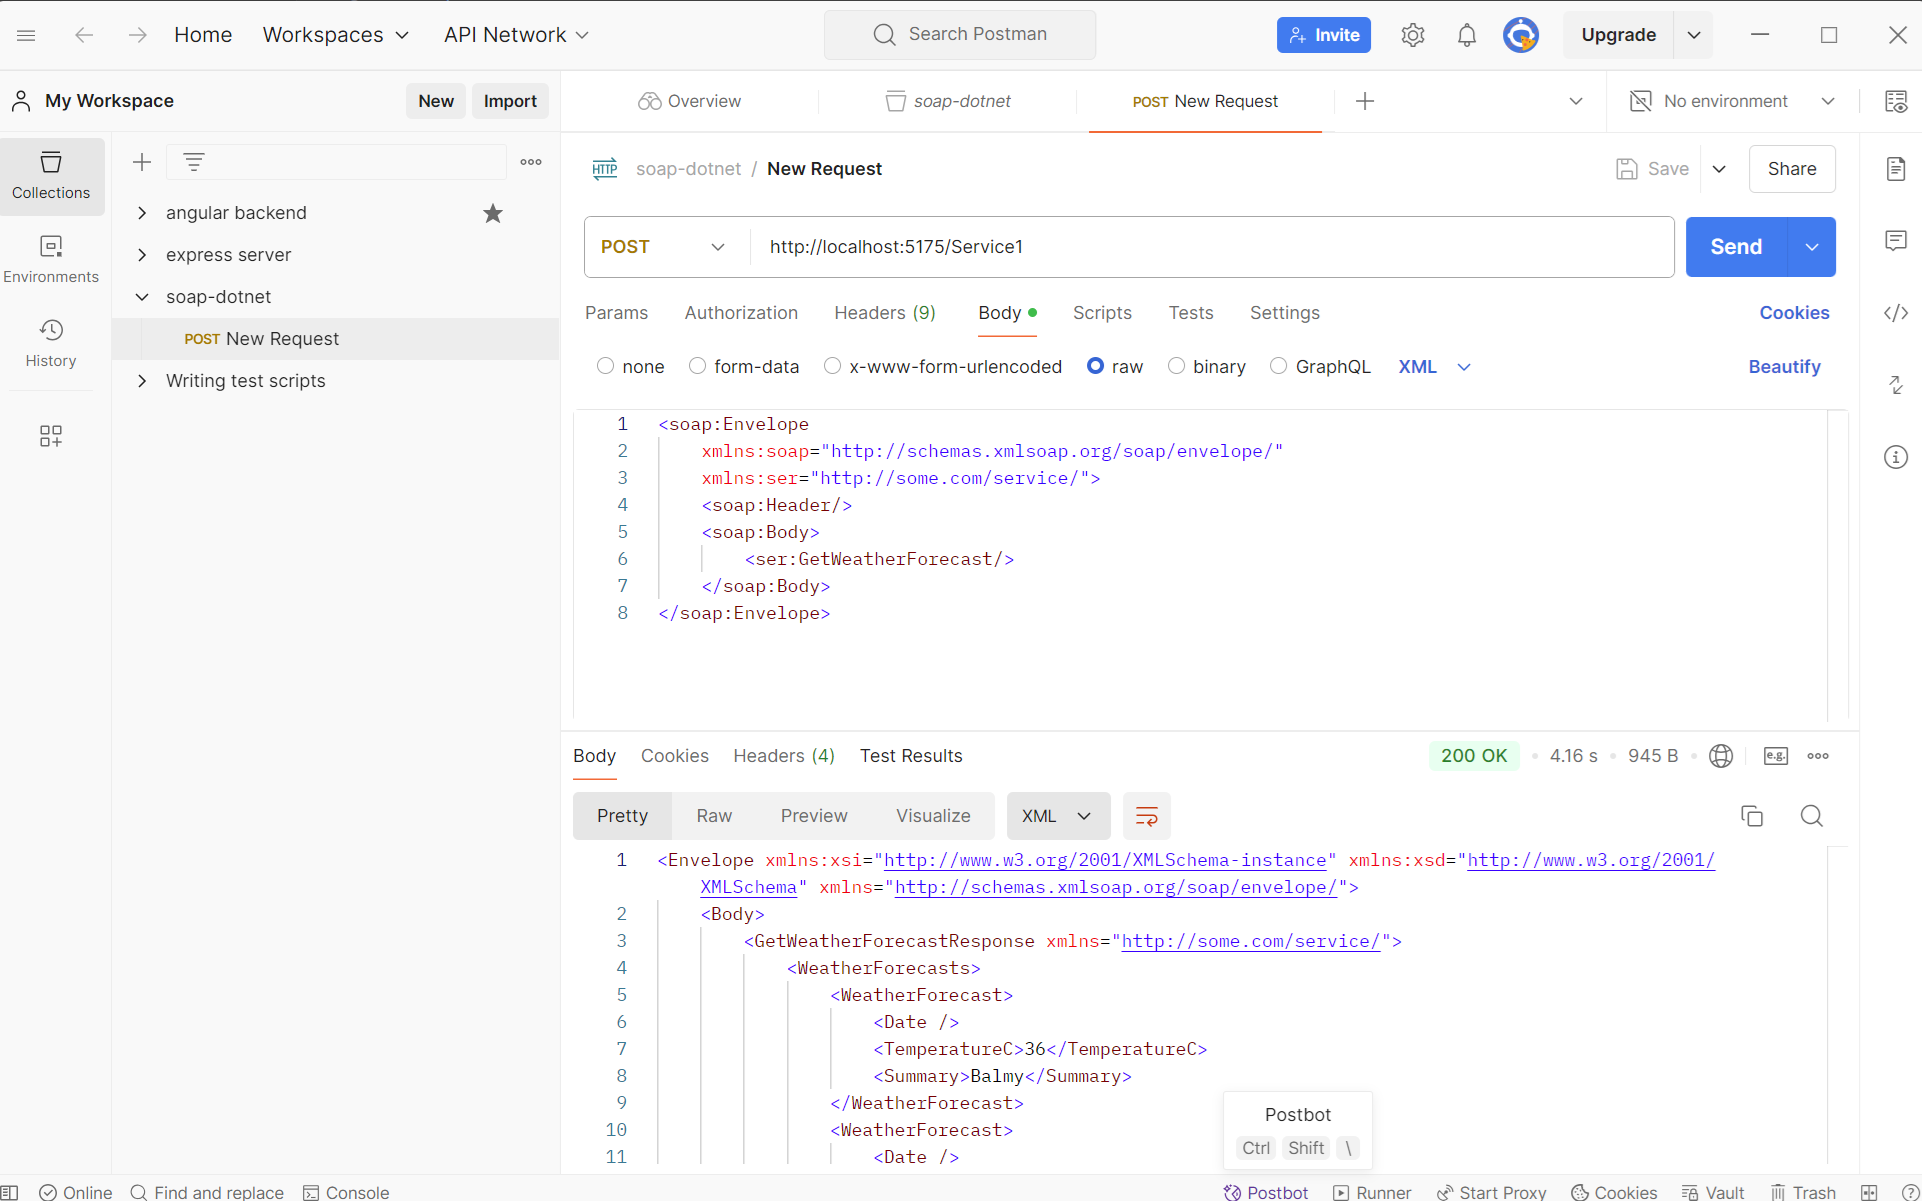 Home Workspaces API Network Search Postman Invite Upgrade
My Workspace New Import Overview soap-dotnet POST New Request No environment
Collections
Environments
History
angular backend
express server
soap-dotnet
POST New Request
Writing test scripts
HTTP soap-dotnet / New Request Save Share
POST http://localhost:5175/Service1 Send
Params Authorization Headers (9) Body Scripts Tests Settings Cookies
none form-data x-www-form-urlencoded raw binary GraphQL XML Beautify
1 <soap:Envelope
2 xmlns:soap="http://schemas.xmlsoap.org/soap/envelope/"
3 xmlns:ser="http://some.com/service/">
4 <soap:Header/>
5 <soap:Body>
6 <ser:GetWeatherForecast/>
7 </soap:Body>
8 </soap:Envelope>
Body Cookies Headers (4) Test Results 200 OK 4.16 s 945 B e.g.
Pretty Raw Preview Visualize XML
1 <Envelope xmlns:xsi="http://www.w3.org/2001/XMLSchema-instance" xmlns:xsd="http://www.w3.org/2001/
XMLSchema" xmlns="http://schemas.xmlsoap.org/soap/envelope/">
2 <Body>
3 <GetWeatherForecastResponse xmlns="http://some.com/service/">
4 <WeatherForecasts>
5 <WeatherForecast>
6 <Date />
7 <TemperatureC>36</TemperatureC>
8 <Summary>Balmy</Summary>
9 </WeatherForecast>
10 <WeatherForecast>
11 <Date />
Postbot
Ctrl Shift \
Online Find and replace Console Postbot Runner Start Proxy Cookies Vault Trash